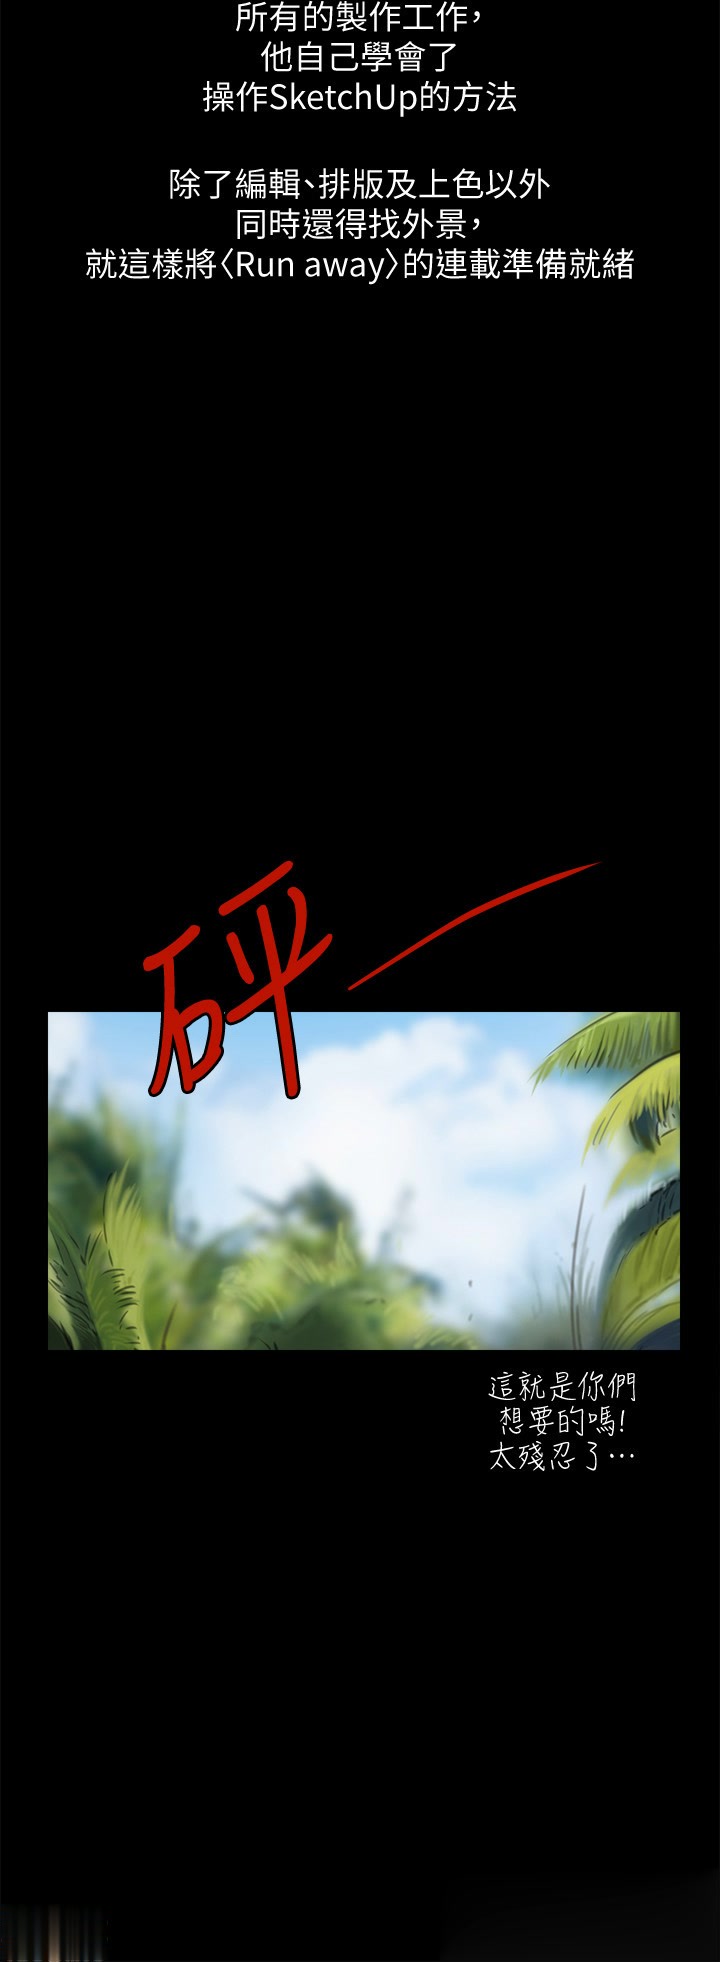 所有的製作工作，
他自己學會了
操作SketchUp的方法
除了編輯、排版及上色以外
同時還得找外景，
就這樣將〈Run away〉的連載準備就緒
砰—
這就是你們
想要的嗎!
太殘忍了…